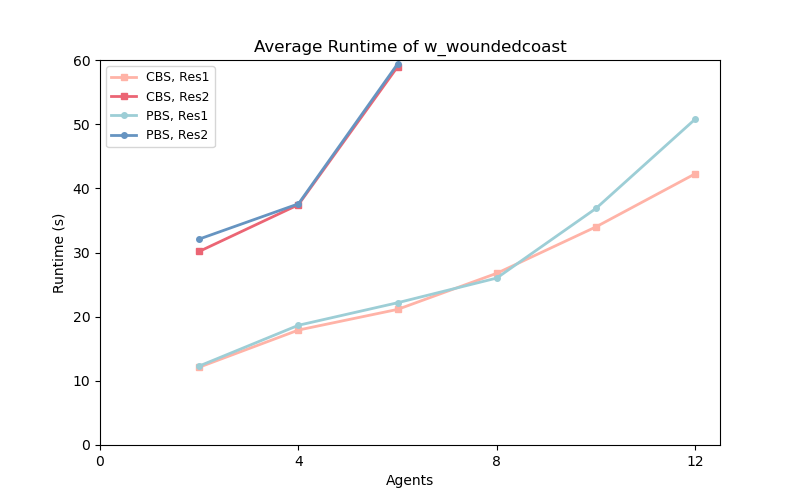 Average Runtime of w_woundedcoast
60
50
40
30
20
10
0
Runtime (s)
CBS, Res1
CBS, Res2
PBS, Res1
PBS, Res2
0 4 8 12
Agents